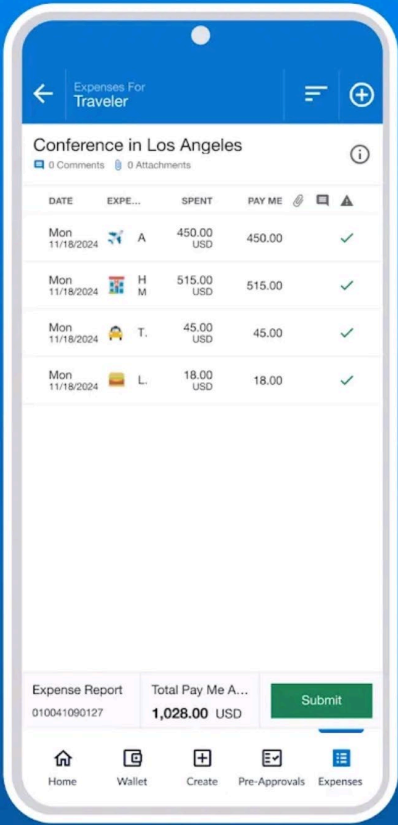 Expenses For
Traveler
Conference in Los Angeles
0 Comments 0 Attachments
DATE EXPE... SPENT PAY ME
Mon
11/18/2024
A
450.00
USD
450.00
Mon
11/18/2024
H
M
515.00
USD
515.00
Mon
11/18/2024
T.
45.00
USD
45.00
Mon
11/18/2024
L.
18.00
USD
18.00
Expense Report
010041090127
Total Pay Me A...
1,028.00 USD
Submit
Home Wallet Create Pre-Approvals Expenses